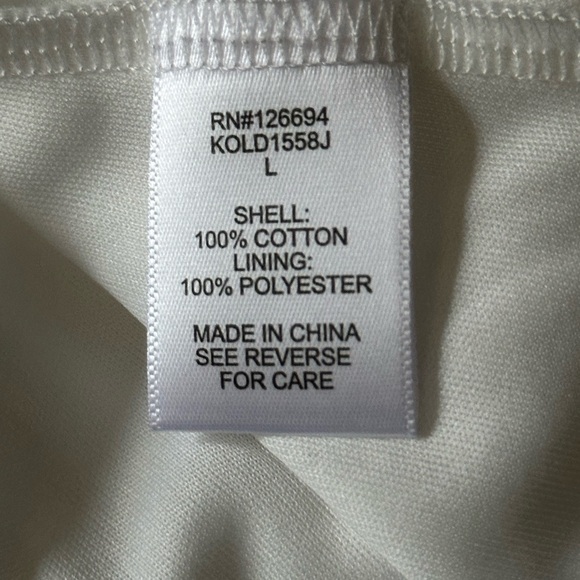 RN#126694
KOLD1558J
L
SHELL:
100% COTTON
LINING:
100% POLYESTER
MADE IN CHINA
SEE REVERSE
FOR CARE